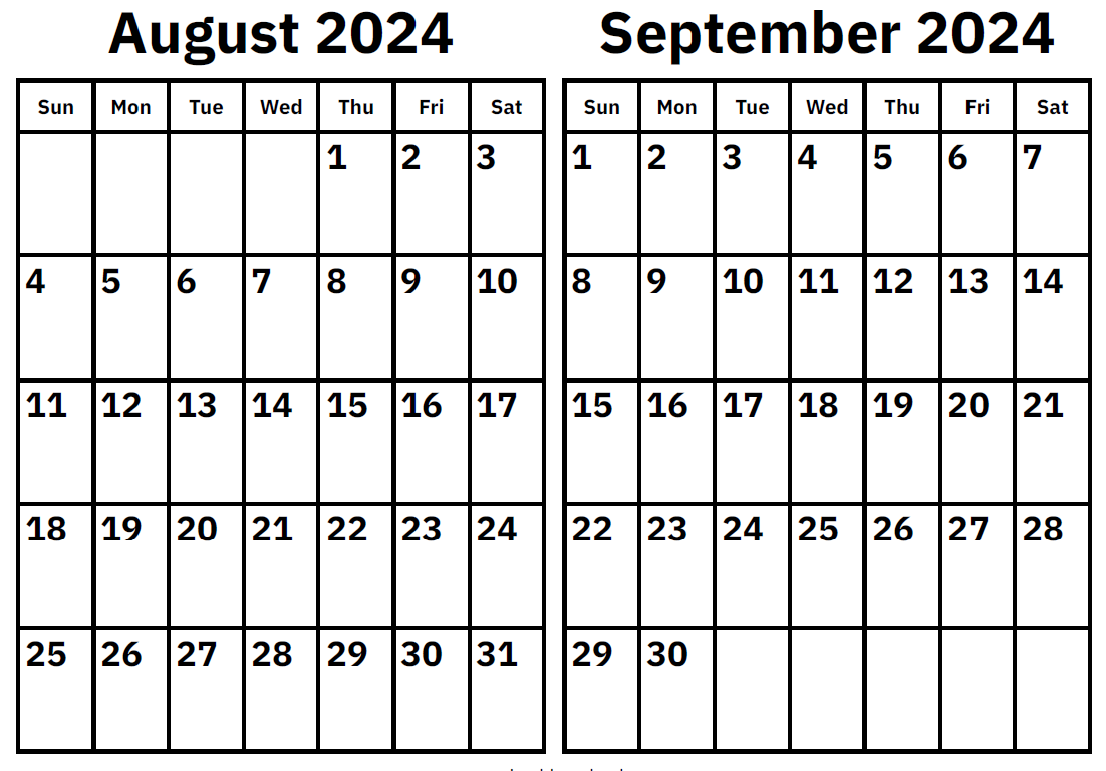 August 2024
Sun Mon Tue Wed Thu Fri Sat
1 2 3
4 5 6 7 8 9 10
11 12 13 14 15 16 17
18 19 20 21 22 23 24
25 26 27 28 29 30 31
September 2024
Sun Mon Tue Wed Thu Fri Sat
1 2 3 4 5 6 7
8 9 10 11 12 13 14
15 16 17 18 19 20 21
22 23 24 25 26 27 28
29 30